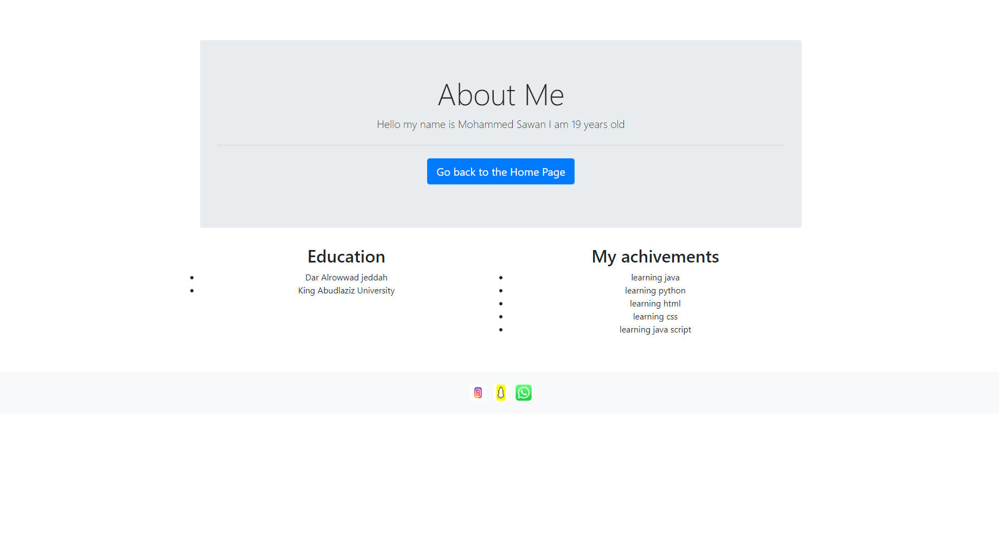 About Me
Hello my name is Mohammed Sawan I am 19 years old
Go back to the Home Page
Education
Dar Alrowwad jeddah
King Abudlaziz University
My achivements
learning java
learning python
learning html
learning css
learning java script